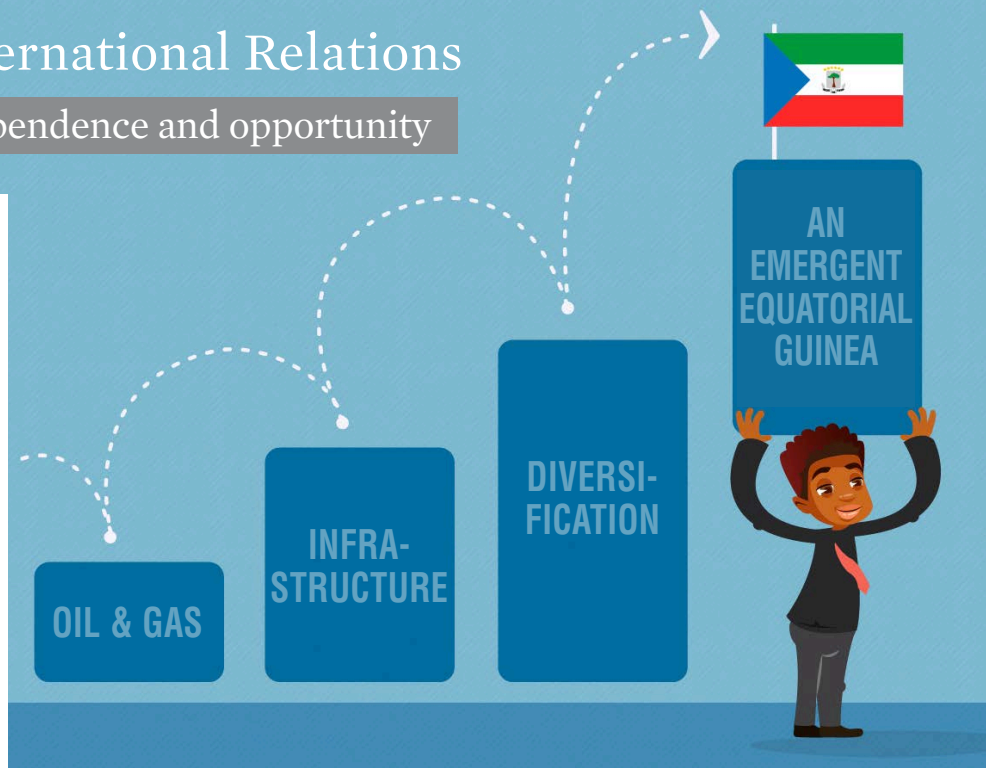 ernational Relations
pendence and opportunity
AN
EMERGENT
EQUATORIAL
GUINEA
DIVERSI-
FICATION
INFRA-
STRUCTURE
OIL & GAS